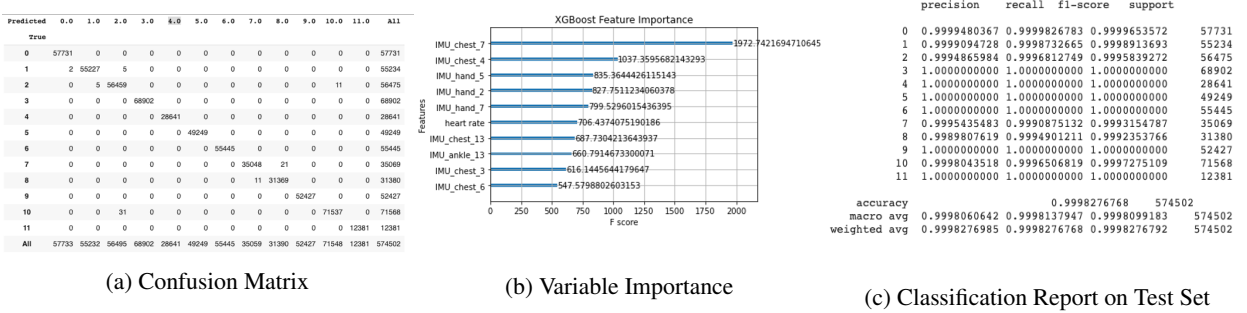 Predicted 0.0 1.0 2.0 3.0 4.0 5.0 6.0 7.0 8.0 9.0 10.0 11.0 All
True
0 57731 0 0 0 0 0 0 0 0 0 0 0 57731
1 2 55227 5 0 0 0 0 0 0 0 0 0 55234
2 0 5 56459 0 0 0 0 0 0 0 11 0 56475
3 0 0 0 68902 0 0 0 0 0 0 0 0 68902
4 0 0 0 0 28641 0 0 0 0 0 0 0 28641
5 0 0 0 0 0 49249 0 0 0 0 0 0 49249
6 0 0 0 0 0 0 55445 0 0 0 0 0 55445
7 0 0 0 0 0 0 0 35048 21 0 0 0 35069
8 0 0 0 0 0 0 0 11 31369 0 0 0 31380
9 0 0 0 0 0 0 0 0 0 52427 0 0 52427
10 0 0 31 0 0 0 0 0 0 0 71537 0 71568
11 0 0 0 0 0 0 0 0 0 0 0 12381 12381
All 57733 55232 56495 68902 28641 49249 55445 35059 31390 52427 71548 12381 574502
(a) Confusion Matrix
XGBoost Feature Importance
Features
IMU_chest_7 1972.7421694710645
IMU_chest_4 1037.3595682143293
IMU_hand_5 835.3644426115143
IMU_hand_2 827.7511234060378
IMU_hand_7 799.5296015436395
heart rate 706.4374075190186
IMU_chest_13 687.7304213643937
IMU_ankle_13 660.7914673300071
IMU_chest_3 616.1445644179647
IMU_chest_6 547.5798802603153
0 250 500 750 1000 1250 1500 1750 2000
F score
(b) Variable Importance
precision recall f1-score support
0 0.9999480367 0.9999826783 0.9999653572 57731
1 0.9999094728 0.9998732665 0.9998913693 55234
2 0.9994865984 0.9996812749 0.9995839272 56475
3 1.0000000000 1.0000000000 1.0000000000 68902
4 1.0000000000 1.0000000000 1.0000000000 28641
5 1.0000000000 1.0000000000 1.0000000000 49249
6 1.0000000000 1.0000000000 1.0000000000 55445
7 0.9995435483 0.9990875132 0.9993154787 35069
8 0.9989807619 0.9994901211 0.9992353766 31380
9 1.0000000000 1.0000000000 1.0000000000 52427
10 0.9998043518 0.9996506819 0.9997275109 71568
11 1.0000000000 1.0000000000 1.0000000000 12381
accuracy 0.9998276768 574502
macro avg 0.9998060642 0.9998137947 0.9998099183 574502
weighted avg 0.9998276985 0.9998276768 0.9998276792 574502
(c) Classification Report on Test Set